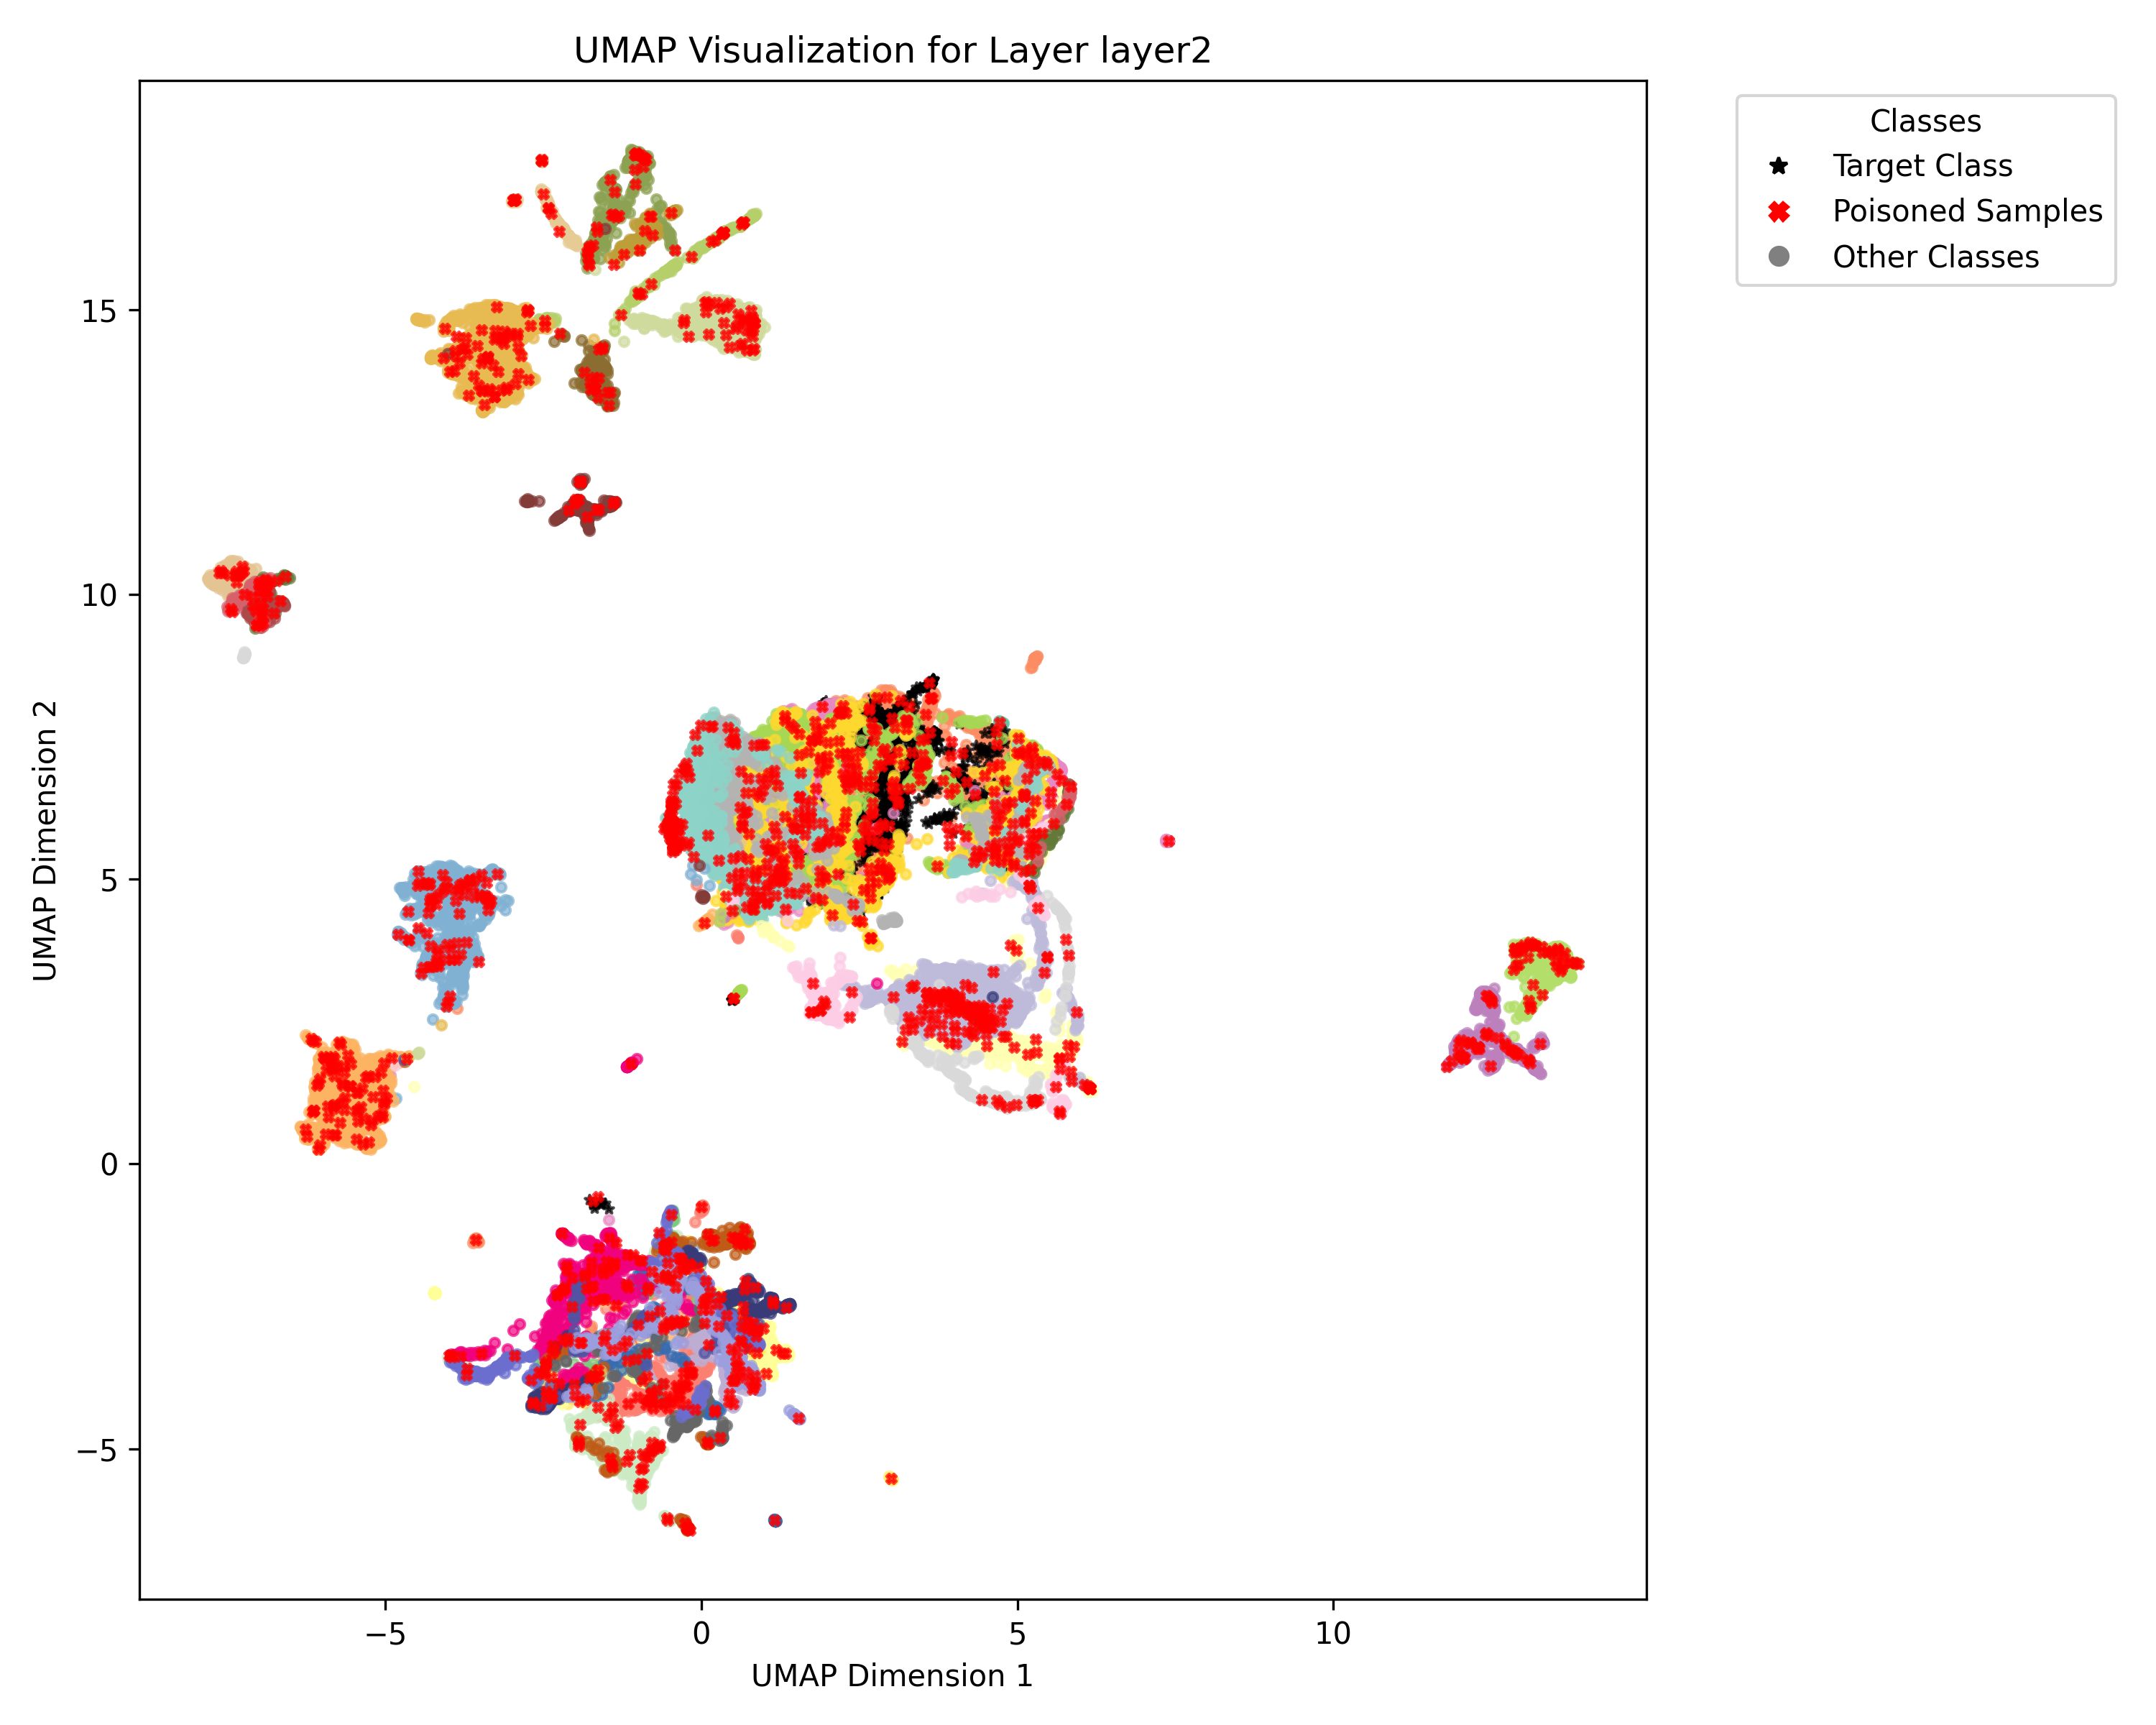 UMAP Visualization for Layer layer2
Classes
Target Class
Poisoned Samples
Other Classes
15
10
5
0
−5
UMAP Dimension 2
−5
0
5
10
UMAP Dimension 1